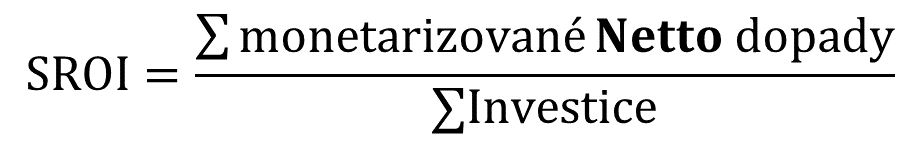 ∑ monetarizované Netto dopady
SROI =
∑Investice